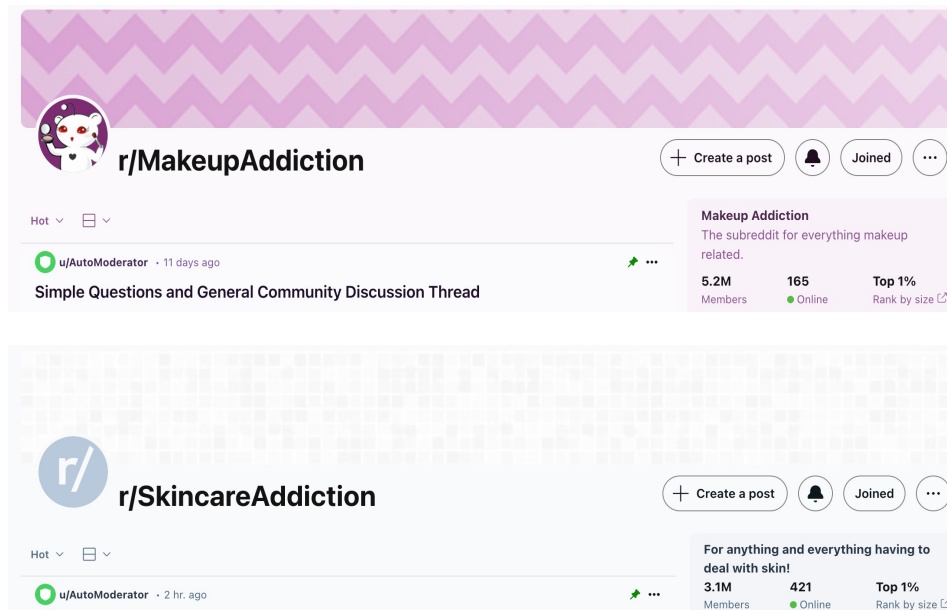 r/MakeupAddiction
Create a post
Joined
Hot
u/AutoModerator • 11 days ago
Simple Questions and General Community Discussion Thread
Makeup Addiction
The subreddit for everything makeup
related.
5.2M 165 Top 1%
Members Online Rank by size
r/
r/SkincareAddiction
Create a post
Joined
Hot
u/AutoModerator • 2 hr. ago
For anything and everything having to
deal with skin!
3.1M 421 Top 1%
Members Online Rank by size